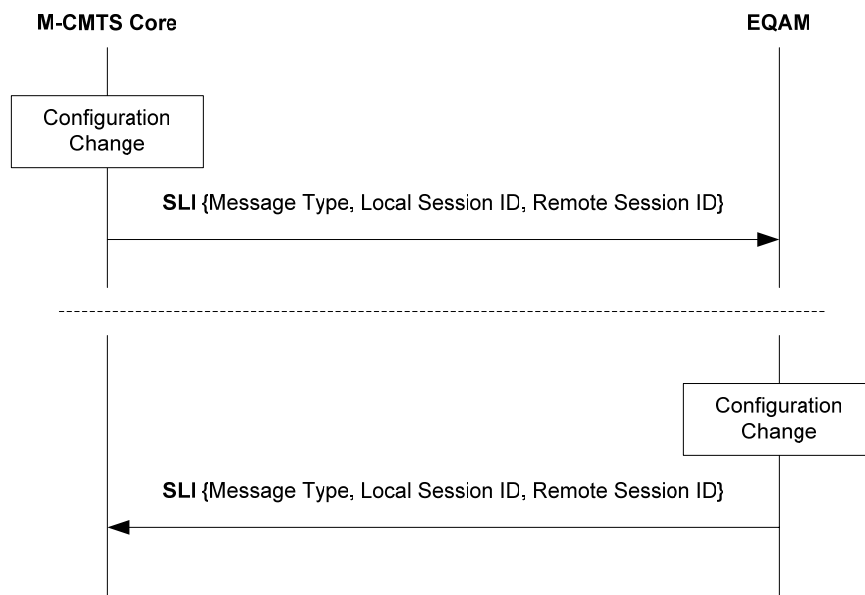 M-CMTS Core
EQAM
Configuration
Change
SLI {Message Type, Local Session ID, Remote Session ID}
Configuration
Change
SLI {Message Type, Local Session ID, Remote Session ID}